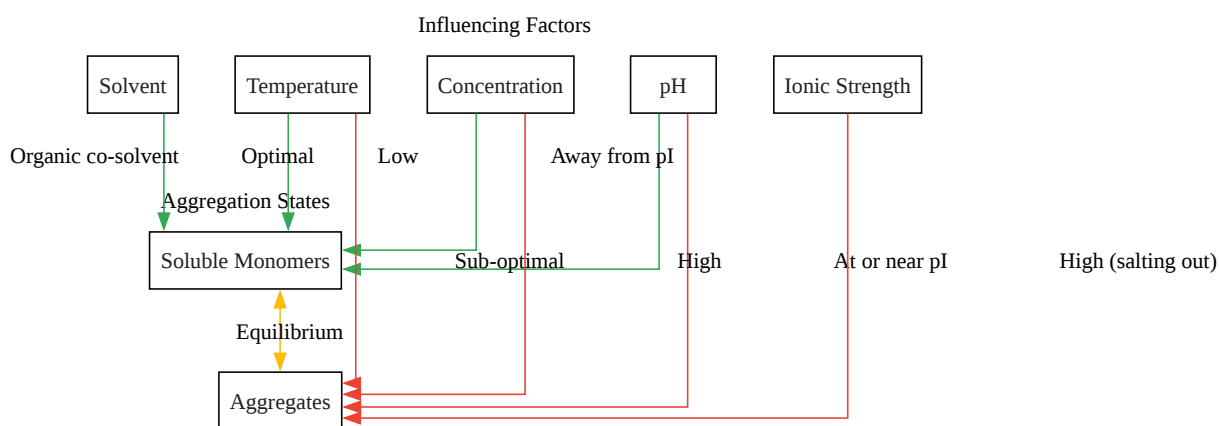 Influencing Factors
Solvent
Temperature
Concentration
pH
Ionic Strength
Organic co-solvent
Optimal
Low
Away from pI
Aggregation States
Soluble Monomers
Sub-optimal
High
At or near pI
High (salting out)
Equilibrium
Aggregates